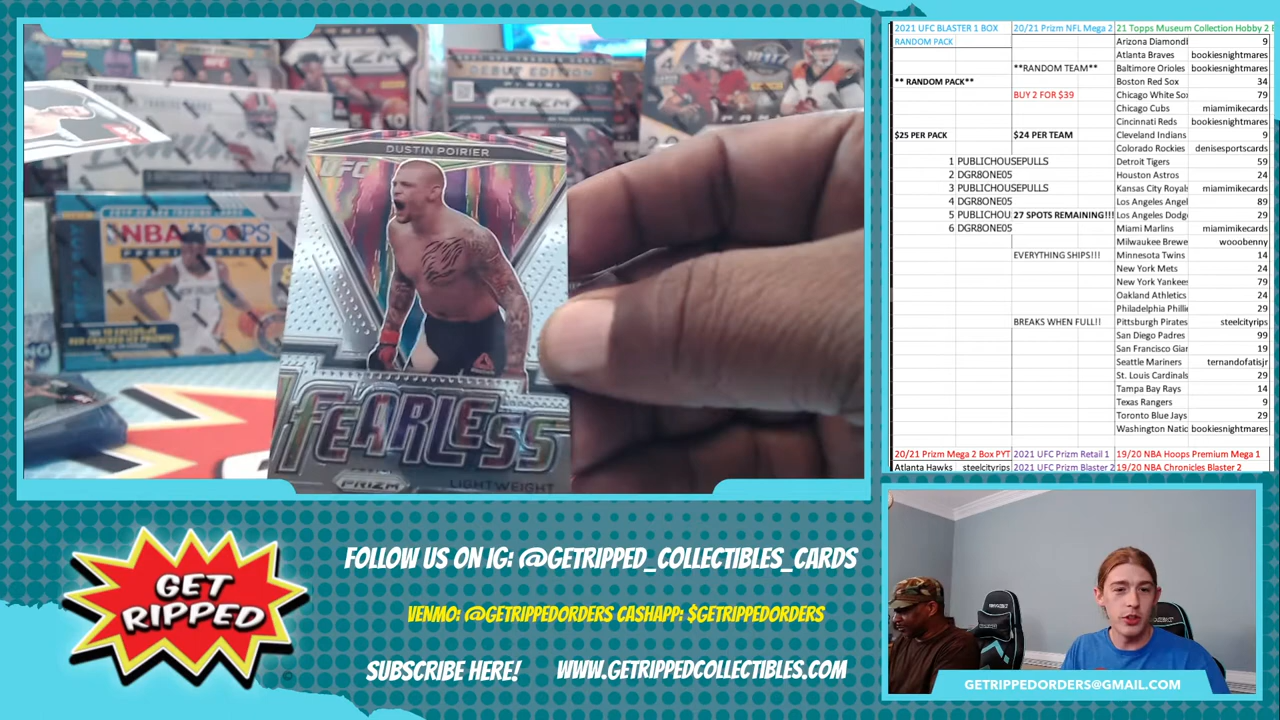 DUSTIN POIRIER
UFC
FEARLESS
PRIZM
LIGHTWEIGHT
DEBUT EDITION
PANINI
PRIZM
NBA HOOPS
PREMIUM STOCK
2021 UFC BLASTER 1 BOX
20/21 Prizm NFL Mega 2
21 Topps Museum Collection Hobby 2
RANDOM PACK
**RANDOM TEAM**
** RANDOM PACK**
BUY 2 FOR $39
$25 PER PACK
$24 PER TEAM
1 PUBLICHOUSEPULLS
2 DGR8ONE05
3 PUBLICHOUSEPULLS
4 DGR8ONE05
5 PUBLICHOU
27 SPOTS REMAINING!!!
6 DGR8ONE05
EVERYTHING SHIPS!!!
BREAKS WHEN FULL!!
Arizona Diamondl 9
Atlanta Braves bookiesnightmares
Baltimore Orioles bookiesnightmares
Boston Red Sox 34
Chicago White Sox 79
Chicago Cubs miamimikecards
Cincinnati Reds bookiesnightmares
Cleveland Indians 9
Colorado Rockies denisesportscards
Detroit Tigers 59
Houston Astros 24
Kansas City Royals miamimikecards
Los Angeles Angel 89
Los Angeles Dodge 29
Miami Marlins miamimikecards
Milwaukee Brewe wooobenny
Minnesota Twins 14
New York Mets 24
New York Yankees 79
Oakland Athletics 24
Philadelphia Phillie 29
Pittsburgh Pirates steelcityrips
San Diego Padres 99
San Francisco Giar 19
Seattle Mariners ternandofatisjr
St. Louis Cardinals 29
Tampa Bay Rays 14
Texas Rangers 9
Toronto Blue Jays 29
Washington Natio bookiesnightmares
20/21 Prizm Mega 2 Box PYT
2021 UFC Prizm Retail 1
19/20 NBA Hoops Premium Mega 1
Atlanta Hawks steelcityrips
2021 UFC Prizm Blaster 2
19/20 NBA Chronicles Blaster 2
GET
RIPPED
FOLLOW US ON IG: @GETRIPPED_COLLECTIBLES_CARDS
VENMO: @GETRIPPEDORDERS CASHAPP: $GETRIPPEDORDERS
SUBSCRIBE HERE!
WWW.GETRIPPEDCOLLECTIBLES.COM
GETRIPPEDORDERS@GMAIL.COM